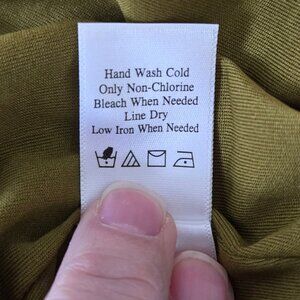 Hand Wash Cold
Only Non-Chlorine
Bleach When Needed
Line Dry
Low Iron When Needed